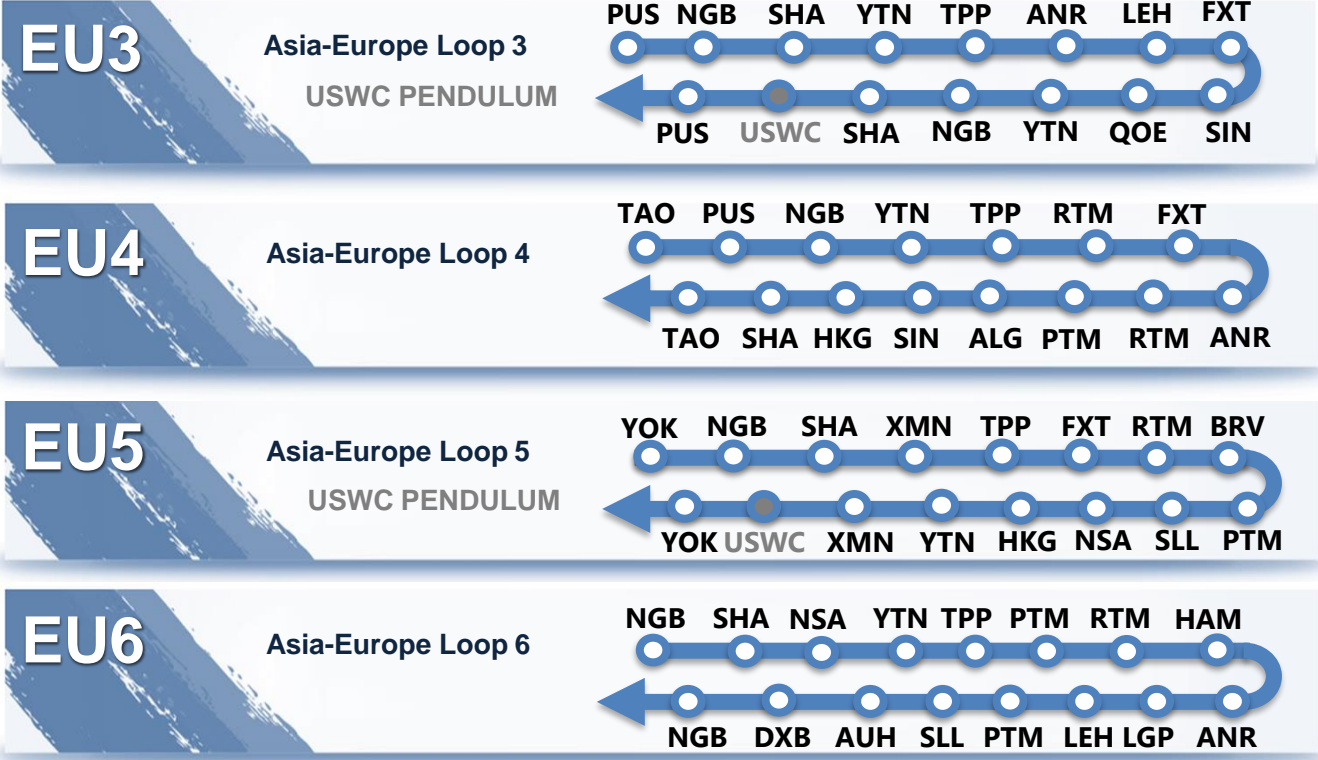 EU3
Asia-Europe Loop 3
USWC PENDULUM
PUS NGB SHA YTN TPP ANR LEH FXT
PUS USWC SHA NGB YTN QOE SIN
EU4
Asia-Europe Loop 4
TAO PUS NGB YTN TPP RTM FXT
TAO SHA HKG SIN ALG PTM RTM ANR
EU5
Asia-Europe Loop 5
USWC PENDULUM
YOK NGB SHA XMN TPP FXT RTM BRV
YOK USWC XMN YTN HKG NSA SLL PTM
EU6
Asia-Europe Loop 6
NGB SHA NSA YTN TPP PTM RTM HAM
NGB DXB AUH SLL PTM LEH LGP ANR